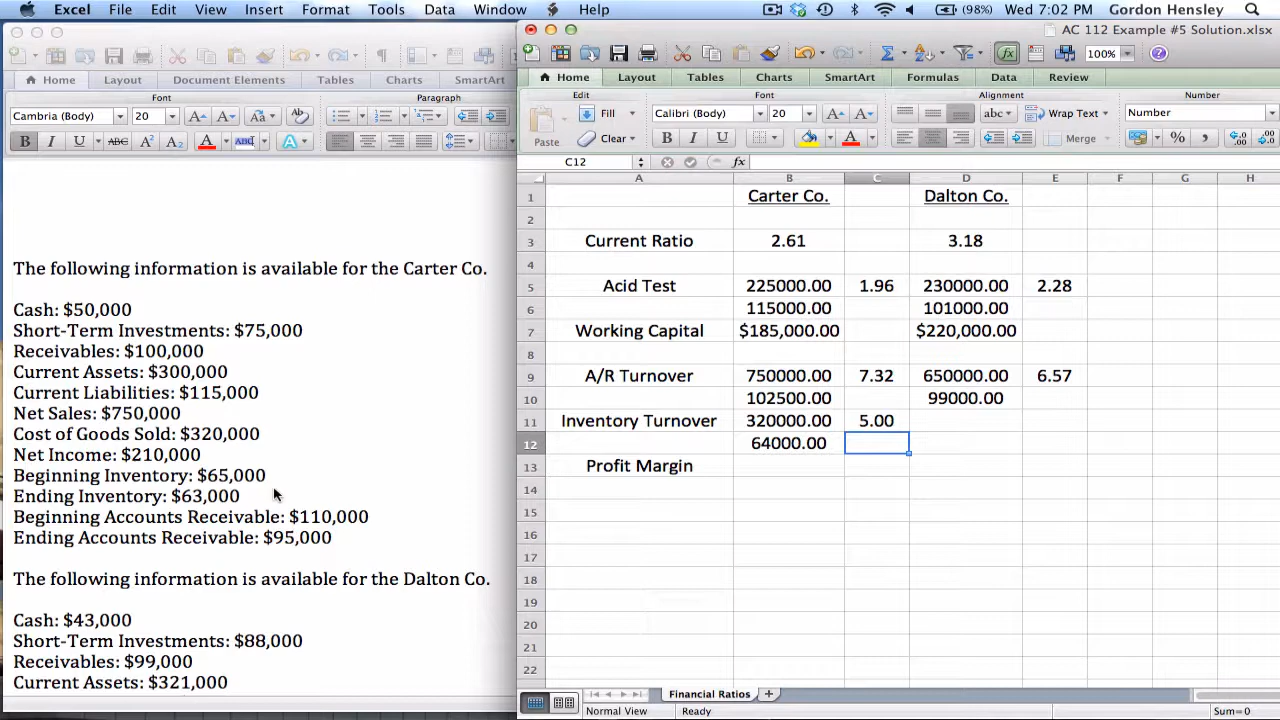 Excel File Edit View Insert Format Tools Data Window Help (98%) Wed 7:02 PM Gordon Hensley
AC 112 Example #5 Solution.xlsx
100%
Home Layout Document Elements Tables Charts SmartArt
Home Layout Tables Charts SmartArt Formulas Data Review
Font Paragraph
Edit Font Alignment Number
Cambria (Body) 20
Paste Fill Calibri (Body) 20 abc Wrap Text Number
B I U ABC A² A₂ A ABC A
Clear B I U A Merge % ,
C12 fx
A B C D E F G H
1 Carter Co. Dalton Co.
2
3 Current Ratio 2.61 3.18
4
5 Acid Test 225000.00 1.96 230000.00 2.28
6 115000.00 101000.00
7 Working Capital $185,000.00 $220,000.00
8
9 A/R Turnover 750000.00 7.32 650000.00 6.57
10 102500.00 99000.00
11 Inventory Turnover 320000.00 5.00
12 64000.00
13 Profit Margin
14
15
16
17
18
19
20
21
22
Financial Ratios
Normal View Ready Sum=0
The following information is available for the Carter Co.
Cash: $50,000
Short-Term Investments: $75,000
Receivables: $100,000
Current Assets: $300,000
Current Liabilities: $115,000
Net Sales: $750,000
Cost of Goods Sold: $320,000
Net Income: $210,000
Beginning Inventory: $65,000
Ending Inventory: $63,000
Beginning Accounts Receivable: $110,000
Ending Accounts Receivable: $95,000
The following information is available for the Dalton Co.
Cash: $43,000
Short-Term Investments: $88,000
Receivables: $99,000
Current Assets: $321,000